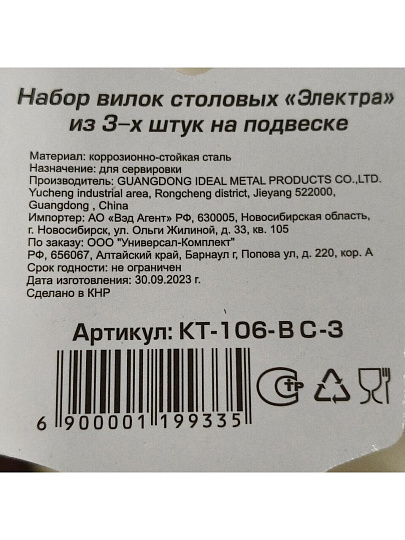 Набор вилок столовых «Электра»
из 3-х штук на подвеске
Материал: коррозионно-стойкая сталь
Назначение: для сервировки
Производитель: GUANGDONG IDEAL METAL PRODUCTS CO.,LTD.
Yucheng industrial area, Rongcheng district, Jieyang 522000,
Guangdong , China
Импортер: АО «Вэд Агент» РФ, 630005, Новосибирская область,
г. Новосибирск, ул. Ольги Жилиной, д. 33, кв. 105
По заказу: ООО "Универсал-Комплект"
РФ, 656067, Алтайский край, Барнаул г, Попова ул, д. 220, кор. А
Срок годности: не ограничен
Дата изготовления: 30.09.2023 г.
Сделано в КНР
Артикул: КТ-106-В С-3
6 900001 199335